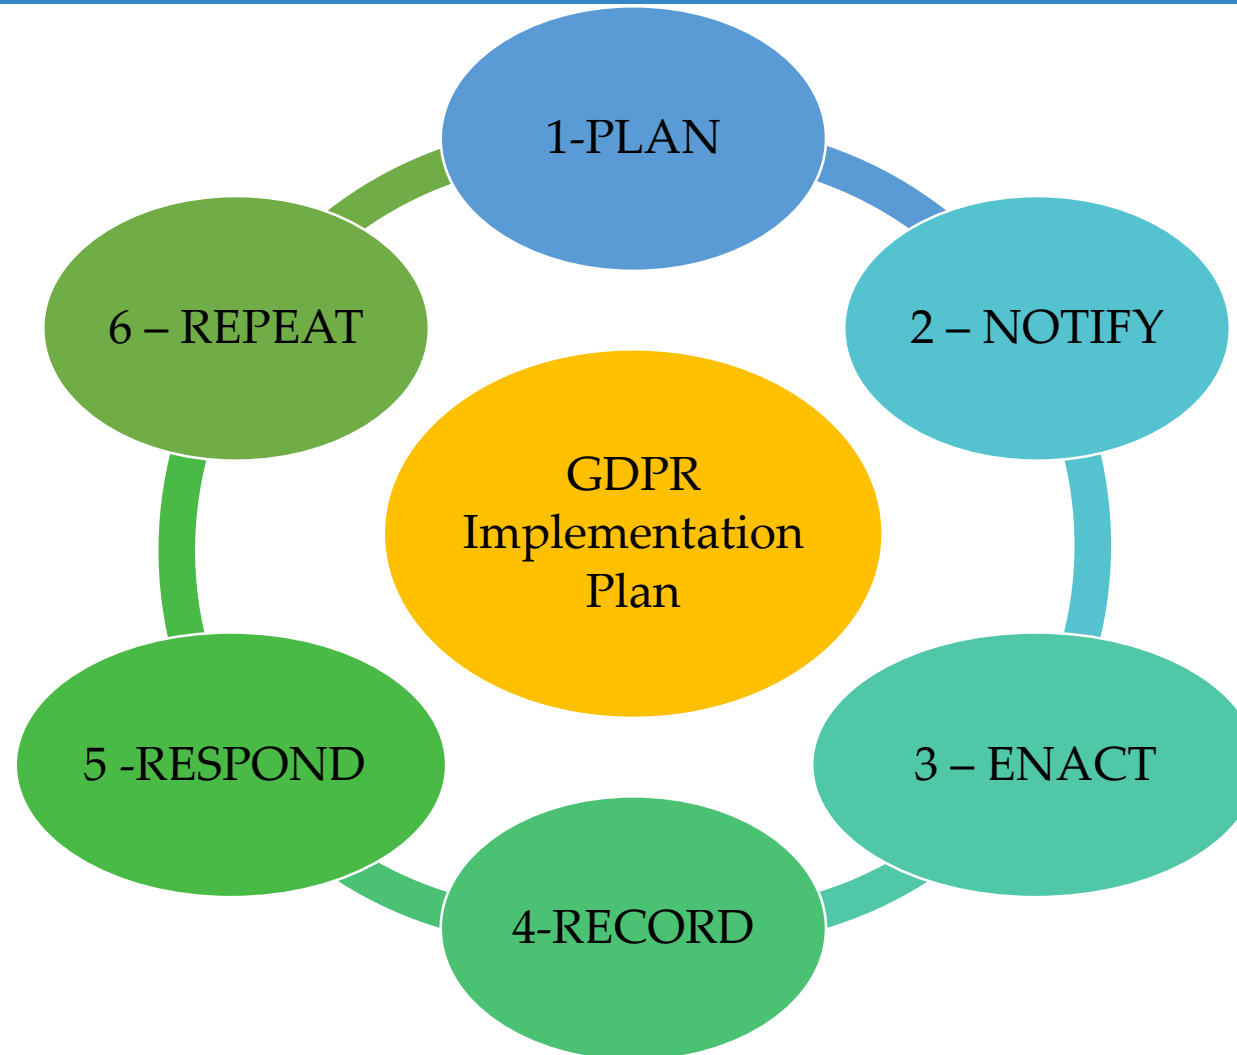 1-PLAN
2 – NOTIFY
3 – ENACT
4-RECORD
5 -RESPOND
6 – REPEAT
GDPR
Implementation
Plan